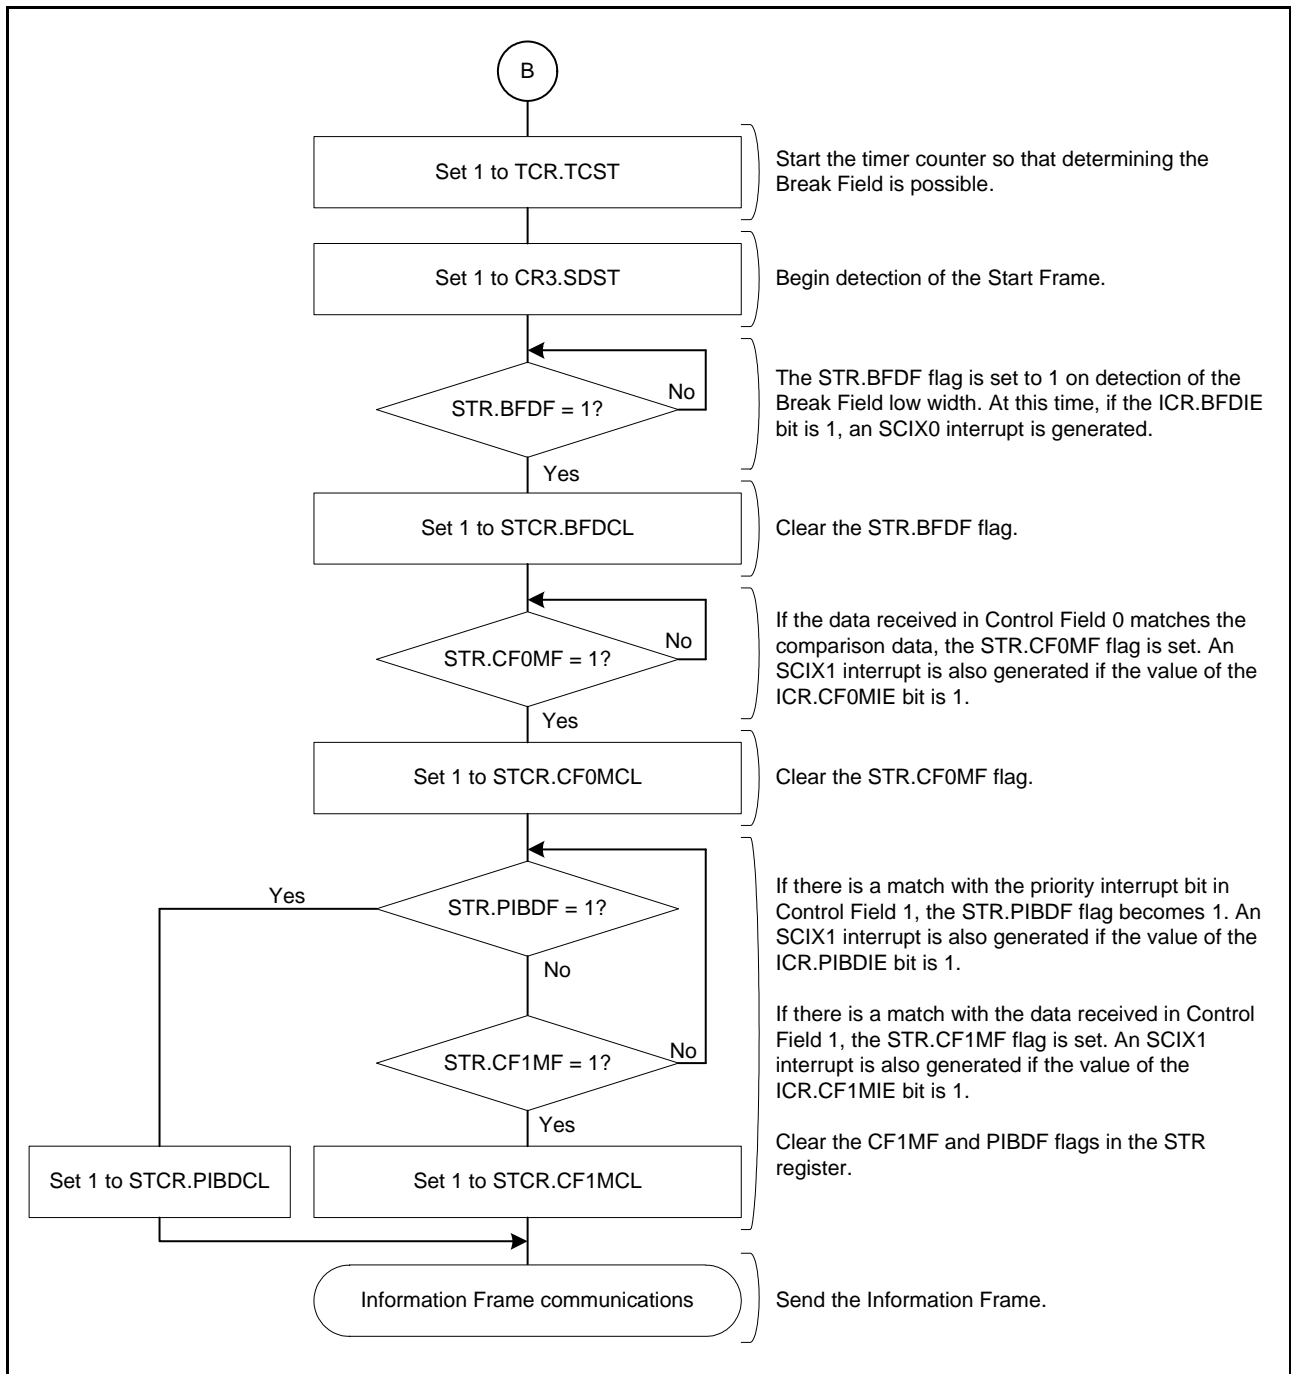 B
Set 1 to TCR.TCST
Start the timer counter so that determining the
Break Field is possible.
Set 1 to CR3.SDST
Begin detection of the Start Frame.
No
STR.BFDF = 1?
The STR.BFDF flag is set to 1 on detection of the
Break Field low width. At this time, if the ICR.BFDIE
bit is 1, an SCIX0 interrupt is generated.
Yes
Set 1 to STCR.BFDCL
Clear the STR.BFDF flag.
No
STR.CF0MF = 1?
If the data received in Control Field 0 matches the
comparison data, the STR.CF0MF flag is set. An
SCIX1 interrupt is also generated if the value of the
ICR.CF0MIE bit is 1.
Yes
Set 1 to STCR.CF0MCL
Clear the STR.CF0MF flag.
Yes
STR.PIBDF = 1?
If there is a match with the priority interrupt bit in
Control Field 1, the STR.PIBDF flag becomes 1. An
SCIX1 interrupt is also generated if the value of the
ICR.PIBDIE bit is 1.
No
STR.CF1MF = 1?
No
If there is a match with the data received in Control
Field 1, the STR.CF1MF flag is set. An SCIX1
interrupt is also generated if the value of the
ICR.CF1MIE bit is 1.
Yes
Set 1 to STCR.PIBDCL
Set 1 to STCR.CF1MCL
Clear the CF1MF and PIBDF flags in the STR
register.
Information Frame communications
Send the Information Frame.